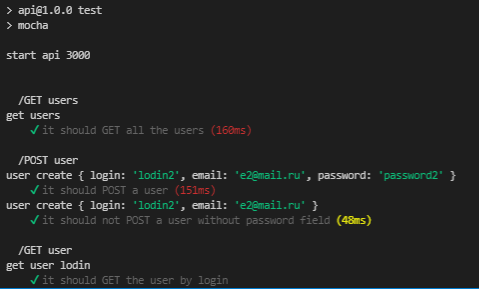 > api@1.0.0 test
> mocha
start api 3000
/GET users
get users
✓ it should GET all the users (160ms)
/POST user
user create { login: 'lodin2', email: 'e2@mail.ru', password: 'password2' }
✓ it should POST a user (151ms)
user create { login: 'lodin2', email: 'e2@mail.ru' }
✓ it should not POST a user without password field (48ms)
/GET user
get user lodin
✓ it should GET the user by login